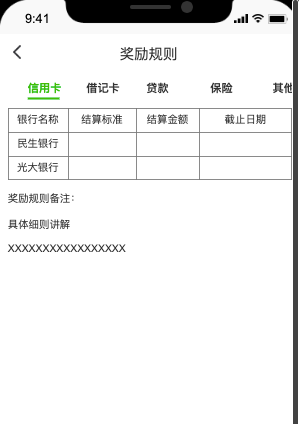 9:41
奖励规则
信用卡 借记卡 贷款 保险 其他
银行名称 结算标准 结算金额 截止日期
民生银行
光大银行
奖励规则备注：
具体细则讲解
XXXXXXXXXXXXXXXXX